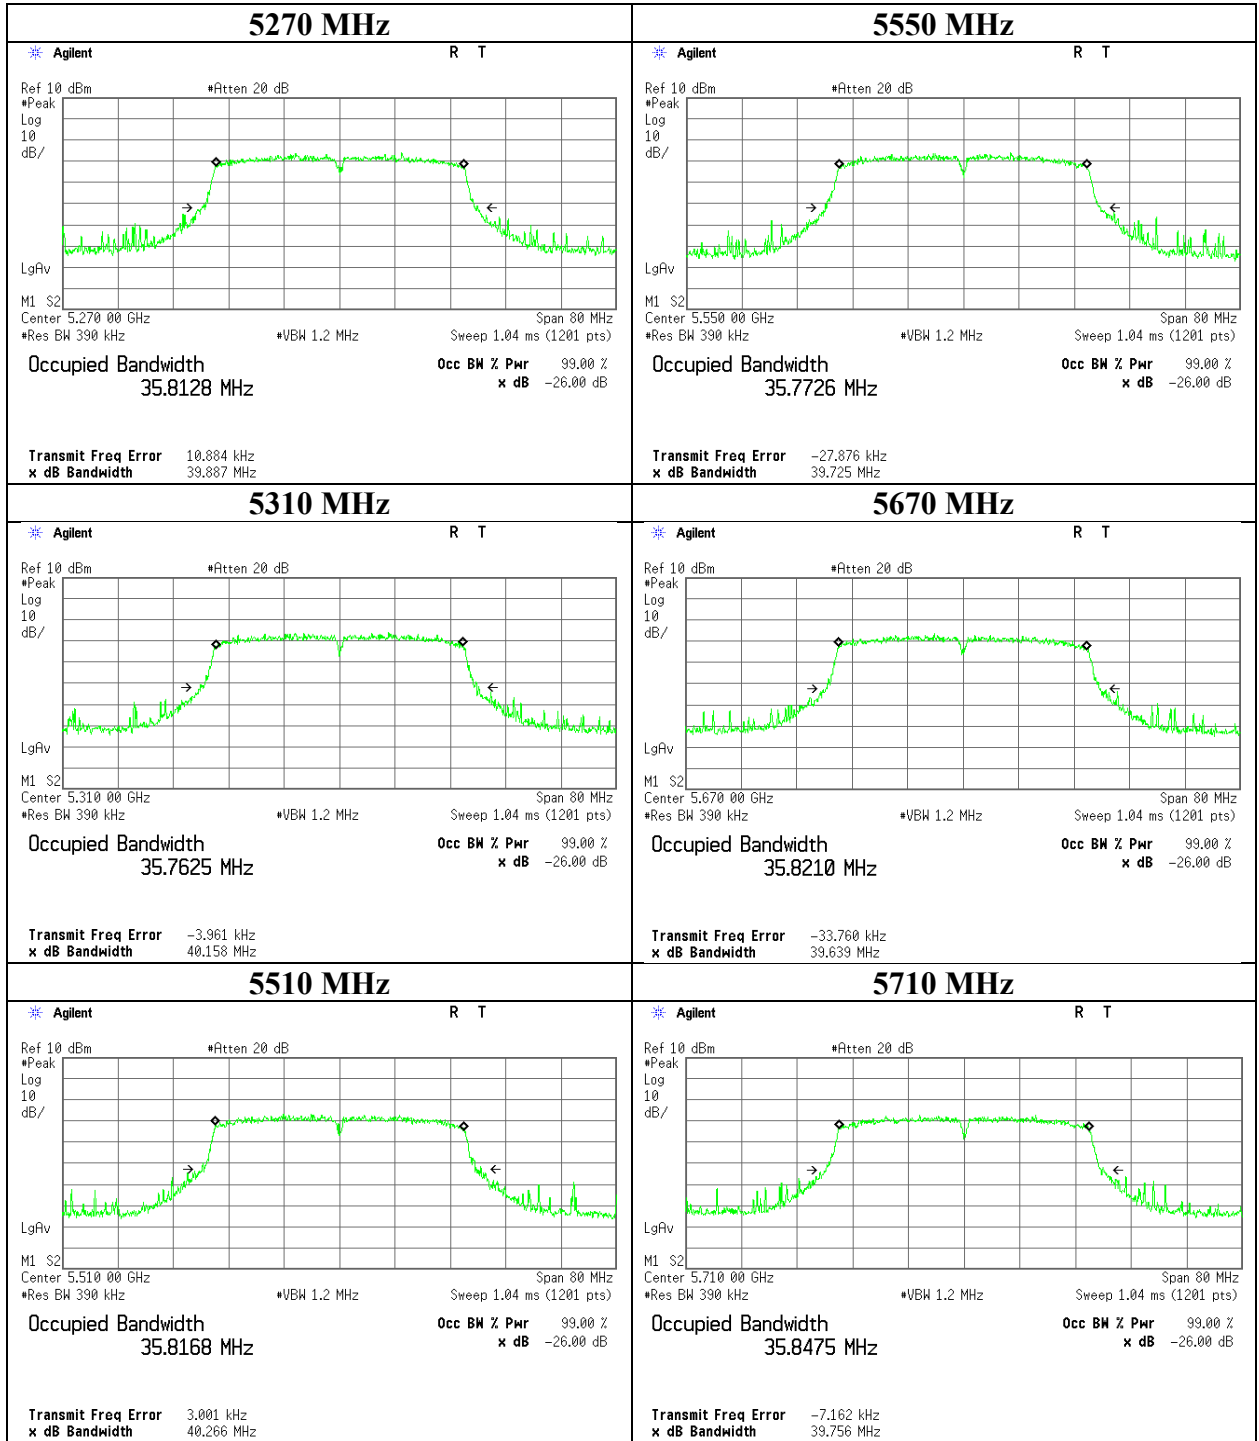 5270 MHz
Agilent R T
Ref 10 dBm #Atten 20 dB
#Peak
Log
10
dB/
LgAv
M1 S2
Center 5.270 00 GHz Span 80 MHz
#Res BW 390 kHz #VBW 1.2 MHz Sweep 1.04 ms (1201 pts)
Occupied Bandwidth Occ BW % Pwr 99.00 %
35.8128 MHz x dB -26.00 dB
Transmit Freq Error 10.884 kHz
x dB Bandwidth 39.887 MHz
5550 MHz
Agilent R T
Ref 10 dBm #Atten 20 dB
#Peak
Log
10
dB/
LgAv
M1 S2
Center 5.550 00 GHz Span 80 MHz
#Res BW 390 kHz #VBW 1.2 MHz Sweep 1.04 ms (1201 pts)
Occupied Bandwidth Occ BW % Pwr 99.00 %
35.7726 MHz x dB -26.00 dB
Transmit Freq Error -27.876 kHz
x dB Bandwidth 39.725 MHz
5310 MHz
Agilent R T
Ref 10 dBm #Atten 20 dB
#Peak
Log
10
dB/
LgAv
M1 S2
Center 5.310 00 GHz Span 80 MHz
#Res BW 390 kHz #VBW 1.2 MHz Sweep 1.04 ms (1201 pts)
Occupied Bandwidth Occ BW % Pwr 99.00 %
35.7625 MHz x dB -26.00 dB
Transmit Freq Error -3.961 kHz
x dB Bandwidth 40.158 MHz
5670 MHz
Agilent R T
Ref 10 dBm #Atten 20 dB
#Peak
Log
10
dB/
LgAv
M1 S2
Center 5.670 00 GHz Span 80 MHz
#Res BW 390 kHz #VBW 1.2 MHz Sweep 1.04 ms (1201 pts)
Occupied Bandwidth Occ BW % Pwr 99.00 %
35.8210 MHz x dB -26.00 dB
Transmit Freq Error -33.760 kHz
x dB Bandwidth 39.639 MHz
5510 MHz
Agilent R T
Ref 10 dBm #Atten 20 dB
#Peak
Log
10
dB/
LgAv
M1 S2
Center 5.510 00 GHz Span 80 MHz
#Res BW 390 kHz #VBW 1.2 MHz Sweep 1.04 ms (1201 pts)
Occupied Bandwidth Occ BW % Pwr 99.00 %
35.8168 MHz x dB -26.00 dB
Transmit Freq Error 3.001 kHz
x dB Bandwidth 40.266 MHz
5710 MHz
Agilent R T
Ref 10 dBm #Atten 20 dB
#Peak
Log
10
dB/
LgAv
M1 S2
Center 5.710 00 GHz Span 80 MHz
#Res BW 390 kHz #VBW 1.2 MHz Sweep 1.04 ms (1201 pts)
Occupied Bandwidth Occ BW % Pwr 99.00 %
35.8475 MHz x dB -26.00 dB
Transmit Freq Error -7.162 kHz
x dB Bandwidth 39.756 MHz